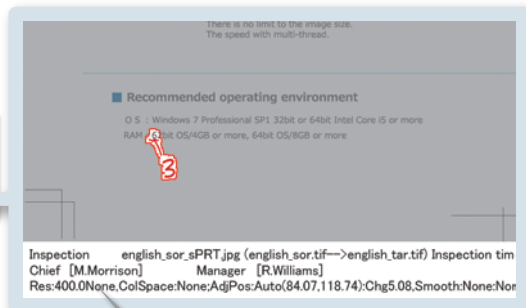 There is no limit to the image size.
The speed with multi-thread.
Recommended operating environment
O S : Windows 7 Professional SP1 32bit or 64bit Intel Core i5 or more
RAM : 62bit OS/4GB or more, 64bit OS/8GB or more
3
Inspection english_sor_sPRT.jpg (english_sor.tif-->english_tar.tif) Inspection tim
Chief [M.Morrison] Manager [R.Williams]
Res:400.0None,ColSpace:None;AdjPos:Auto(84.07,118.74):Chg5.08,Smooth:None:Nor